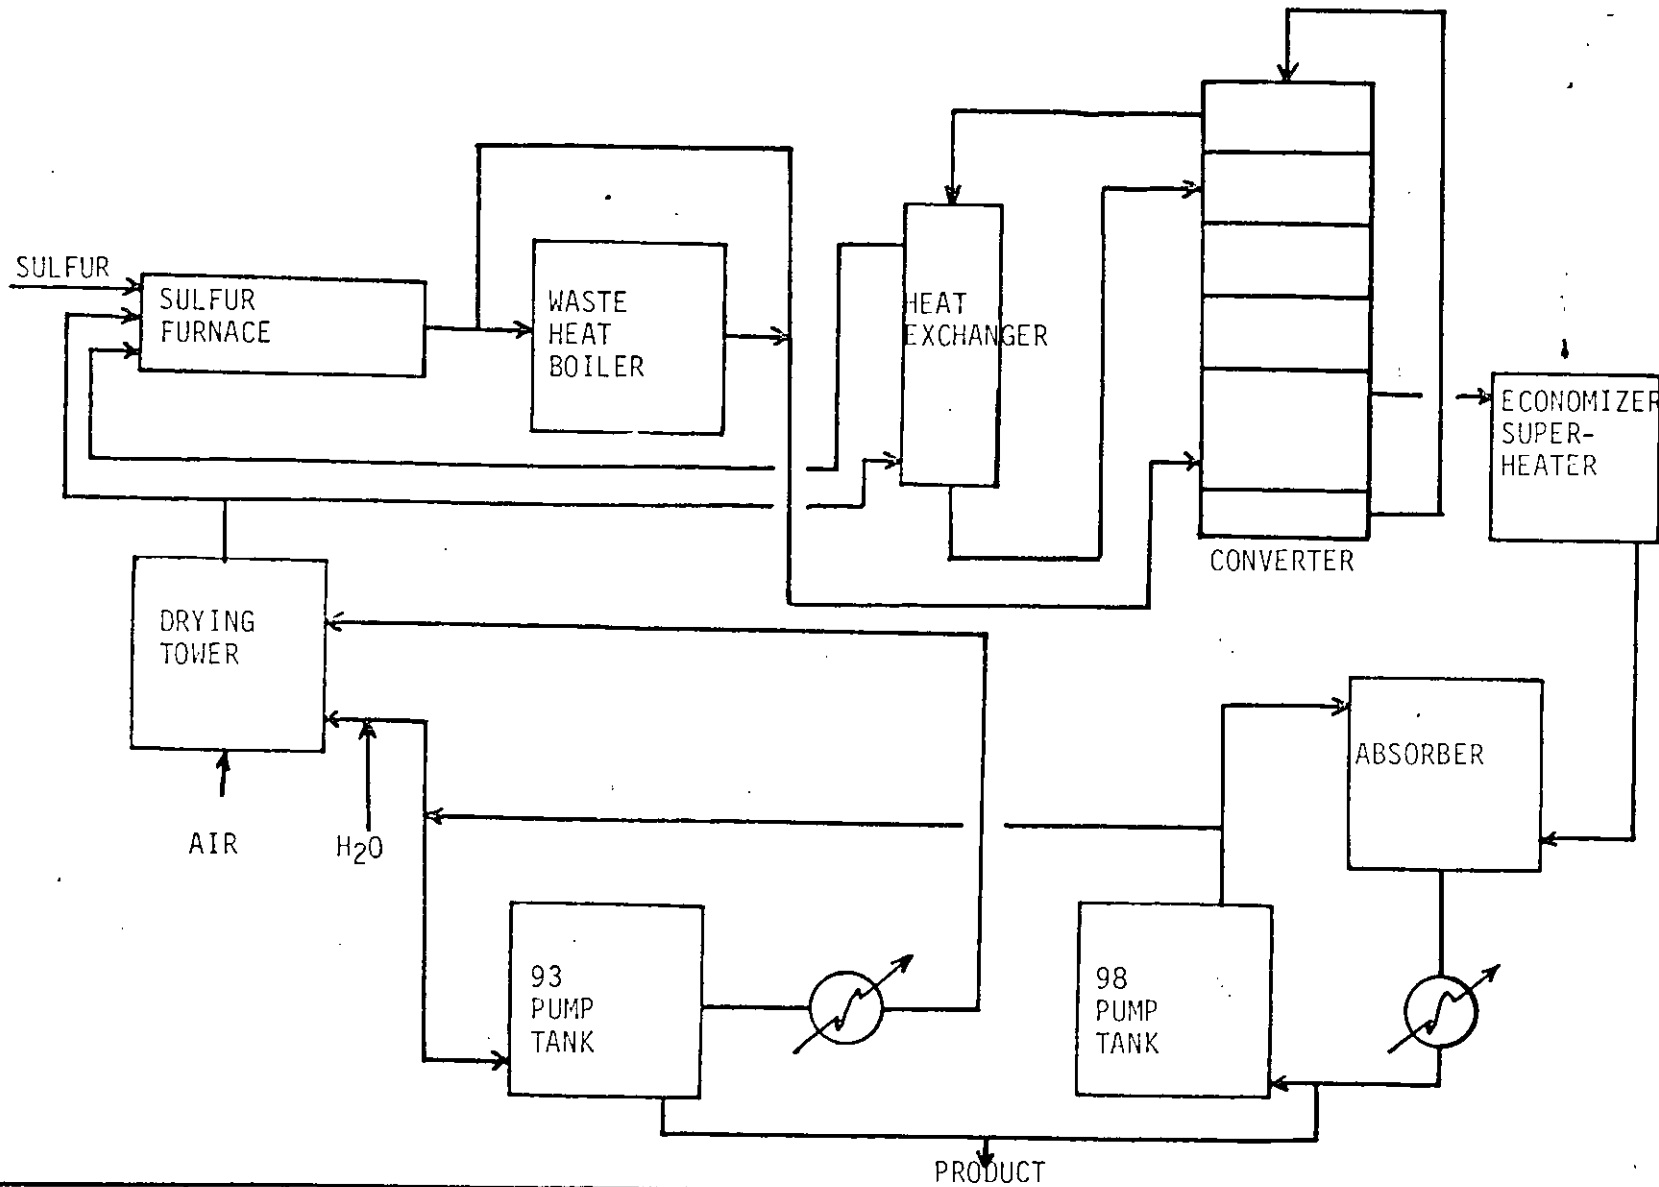 SULFUR
SULFUR
FURNACE
WASTE
HEAT
BOILER
HEAT
EXCHANGER
ECONOMIZER
SUPER-
HEATER
CONVERTER
DRYING
TOWER
ABSORBER
AIR
H₂O
93
PUMP
TANK
98
PUMP
TANK
PRODUCT